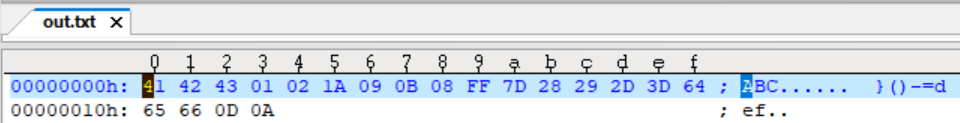 out.txt ×
0 1 2 3 4 5 6 7 8 9 a b c d e f
00000000h: 41 42 43 01 02 1A 09 0B 08 FF 7D 28 29 2D 3D 64 ; ABC...... }()-=d
00000010h: 65 66 0D 0A ; ef..